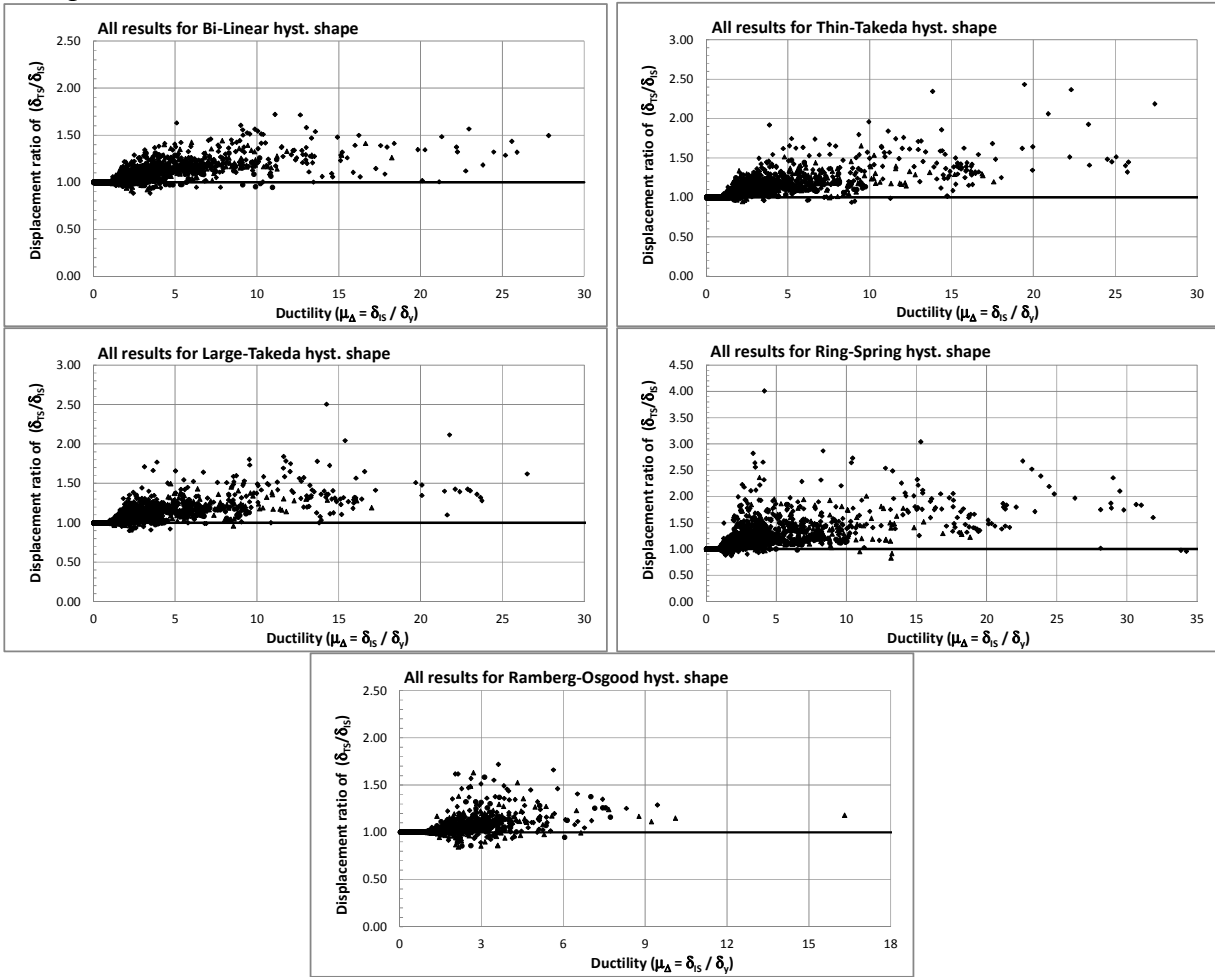 All results for Bi-Linear hyst. shape
Displacement ratio of (δTS/δIS)
2.50
2.00
1.50
1.00
0.50
0.00
0 5 10 15 20 25 30
Ductility (μΔ = δIS / δy)
All results for Thin-Takeda hyst. shape
Displacement ratio of (δTS/δIS)
3.00
2.50
2.00
1.50
1.00
0.50
0.00
0 5 10 15 20 25 30
Ductility (μΔ = δIS / δy)
All results for Large-Takeda hyst. shape
Displacement ratio of (δTS/δIS)
3.00
2.50
2.00
1.50
1.00
0.50
0.00
0 5 10 15 20 25 30
Ductility (μΔ = δIS / δy)
All results for Ring-Spring hyst. shape
Displacement ratio of (δTS/δIS)
4.50
4.00
3.50
3.00
2.50
2.00
1.50
1.00
0.50
0.00
0 5 10 15 20 25 30 35
Ductility (μΔ = δIS / δy)
All results for Ramberg-Osgood hyst. shape
Displacement ratio of (δTS/δIS)
2.50
2.00
1.50
1.00
0.50
0.00
0 3 6 9 12 15 18
Ductility (μΔ = δIS / δy)